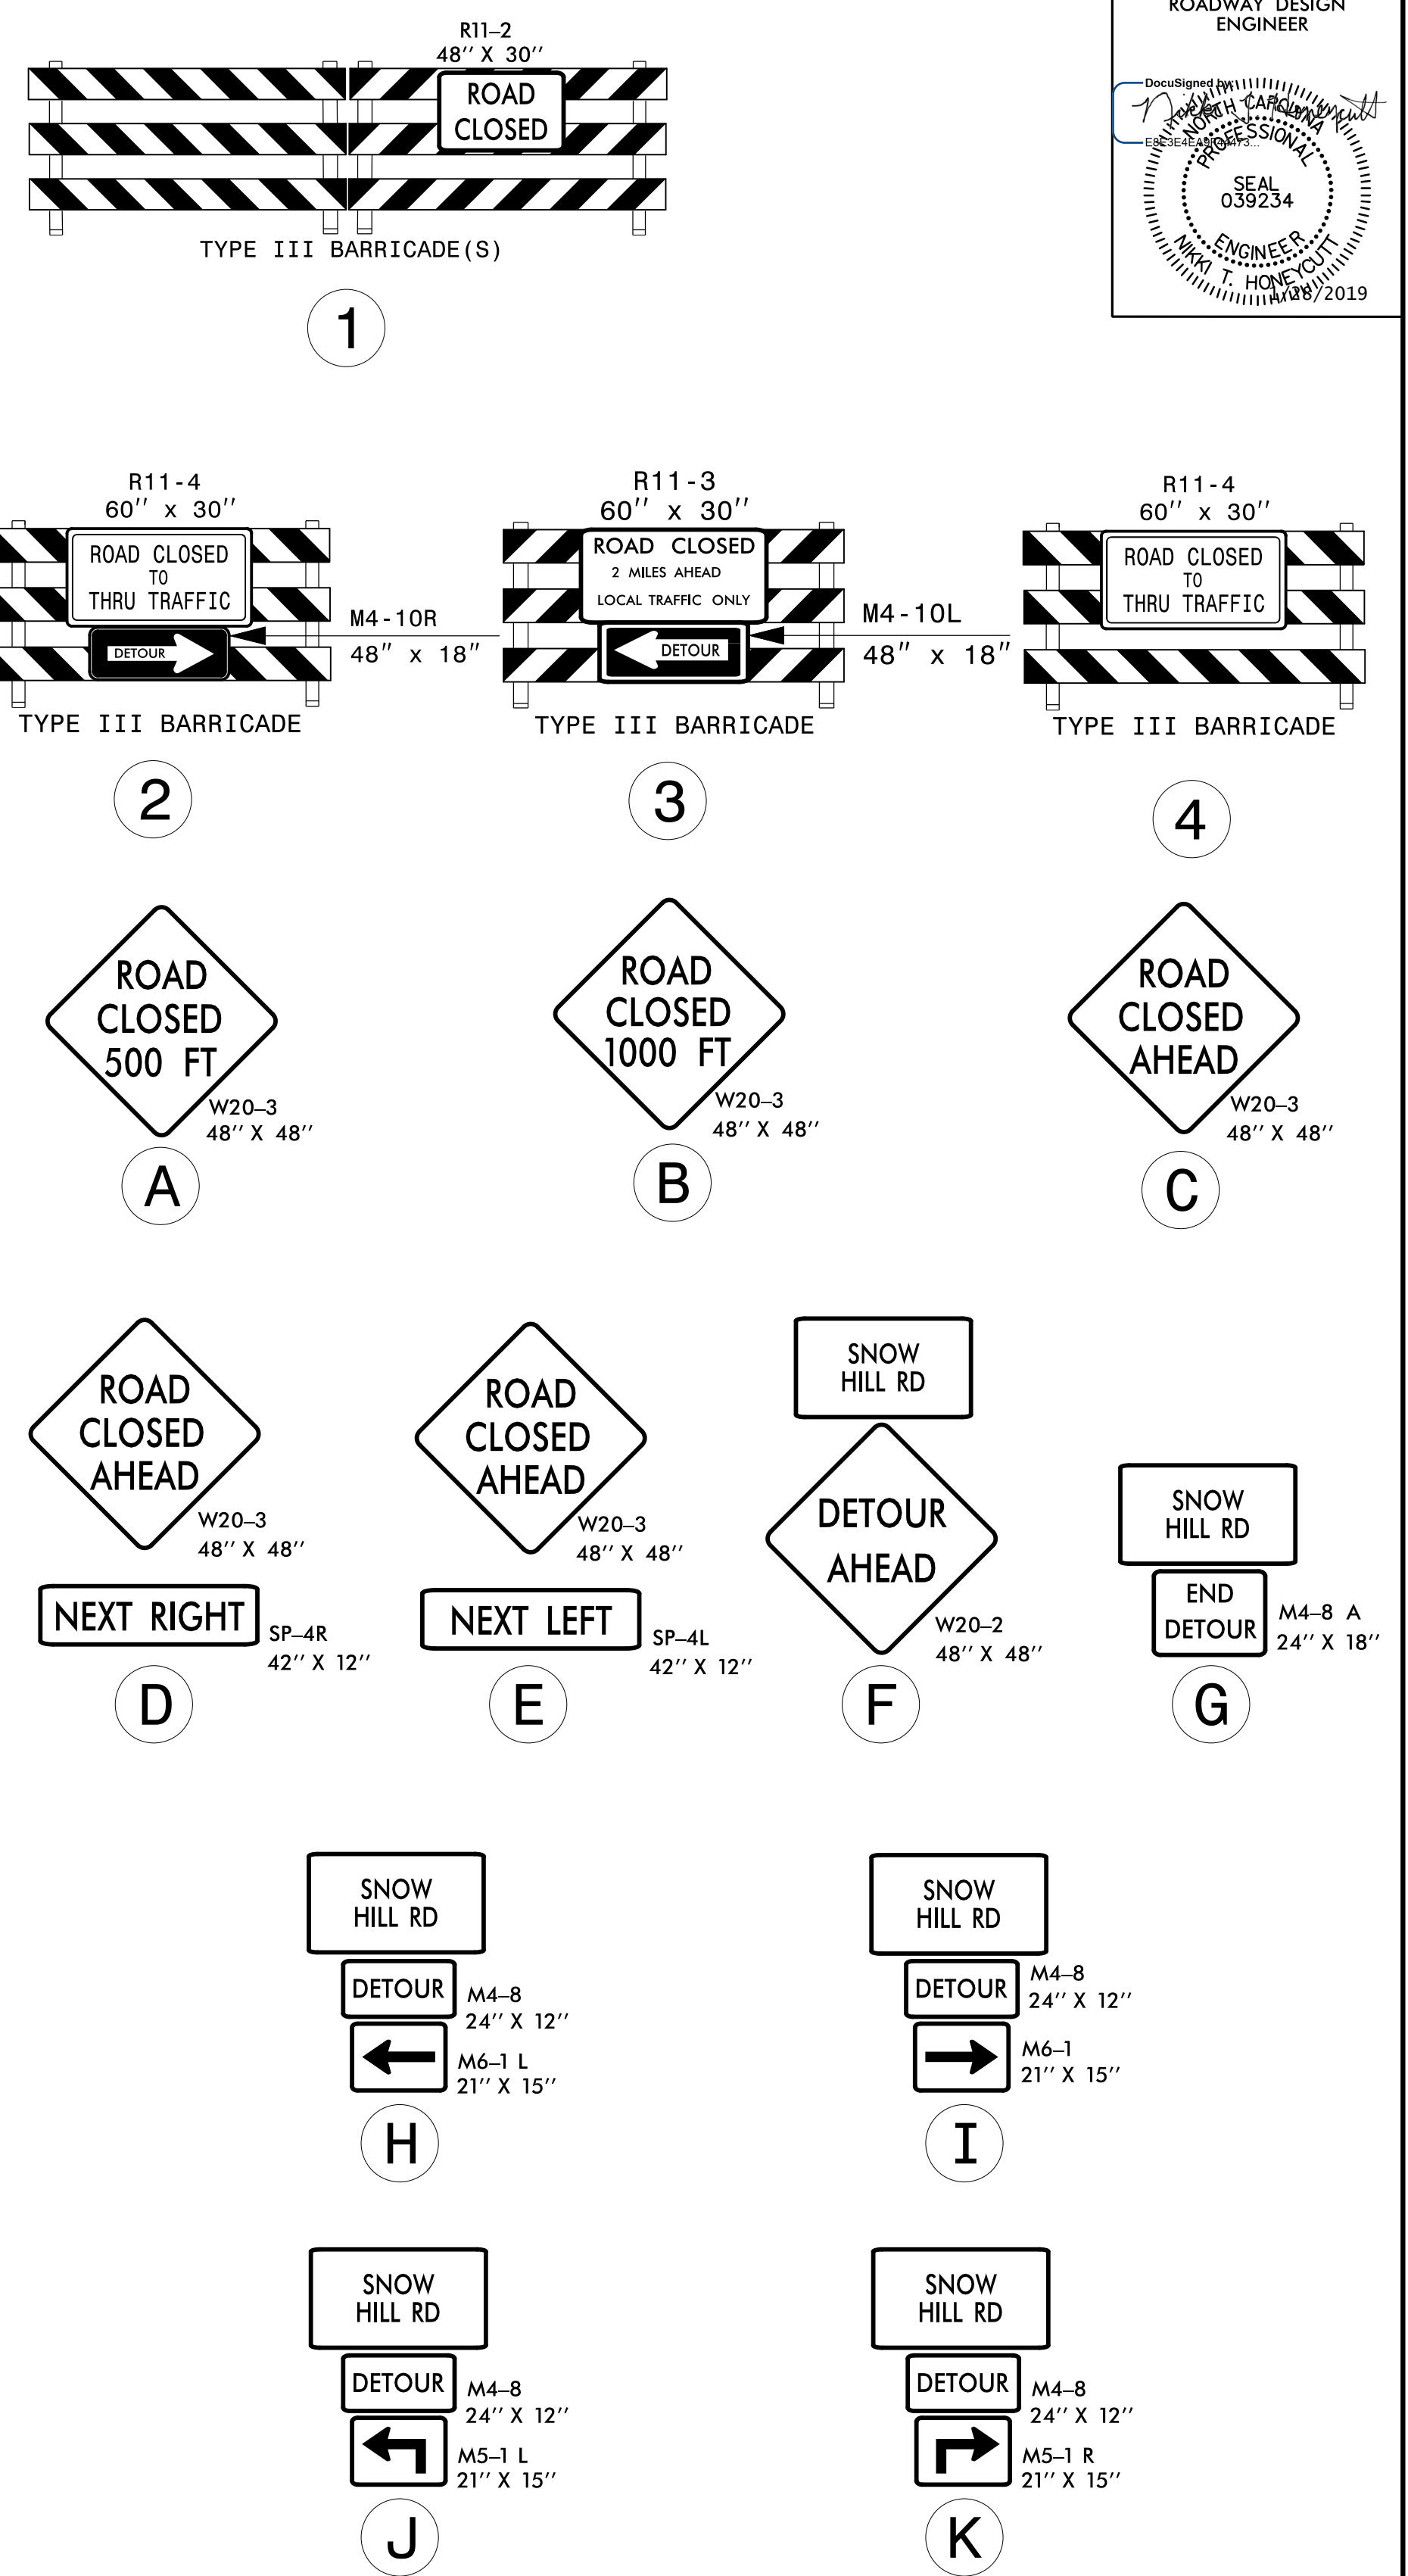 ROADWAY DESIGN
ENGINEER
DocuSigned by:
NORTH CAROLINA
PROFESSIONAL
SEAL
039234
ENGINEER
NIKKI T. HONEYCUTT
1/28/2019
R11–2
48'' X 30''
ROAD
CLOSED
TYPE III BARRICADE(S)
1
R11-4
60'' x 30''
ROAD CLOSED
TO
THRU TRAFFIC
DETOUR
M4-10R
48" x 18"
TYPE III BARRICADE
2
R11-3
60'' x 30''
ROAD CLOSED
2 MILES AHEAD
LOCAL TRAFFIC ONLY
DETOUR
M4-10L
48" x 18"
TYPE III BARRICADE
3
R11-4
60'' x 30''
ROAD CLOSED
TO
THRU TRAFFIC
TYPE III BARRICADE
4
ROAD
CLOSED
500 FT
W20–3
48'' X 48''
A
ROAD
CLOSED
1000 FT
W20–3
48'' X 48''
B
ROAD
CLOSED
AHEAD
W20–3
48'' X 48''
C
ROAD
CLOSED
AHEAD
W20–3
48'' X 48''
NEXT RIGHT
SP–4R
42'' X 12''
D
ROAD
CLOSED
AHEAD
W20–3
48'' X 48''
NEXT LEFT
SP–4L
42'' X 12''
E
SNOW
HILL RD
DETOUR
AHEAD
W20–2
48'' X 48''
F
SNOW
HILL RD
END
DETOUR
M4–8 A
24'' X 18''
G
SNOW
HILL RD
DETOUR
M4–8
24'' X 12''
M6–1 L
21'' X 15''
H
SNOW
HILL RD
DETOUR
M4–8
24'' X 12''
M6–1
21'' X 15''
I
SNOW
HILL RD
DETOUR
M4–8
24'' X 12''
M5–1 L
21'' X 15''
J
SNOW
HILL RD
DETOUR
M4–8
24'' X 12''
M5–1 R
21'' X 15''
K